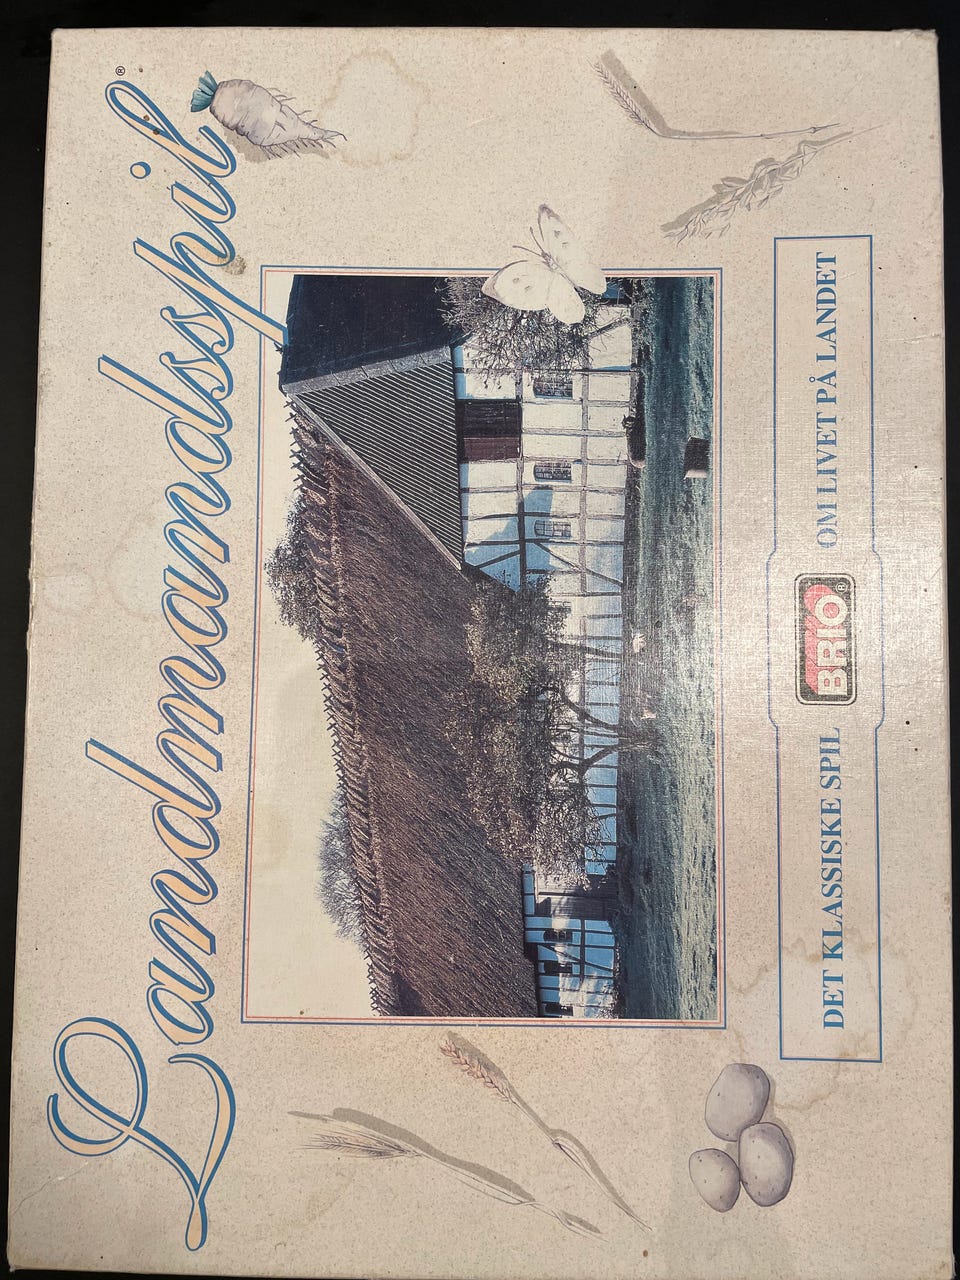 Landmandsspil®
DET KLASSISKE SPIL BRIO® OM LIVET PÅ LANDET